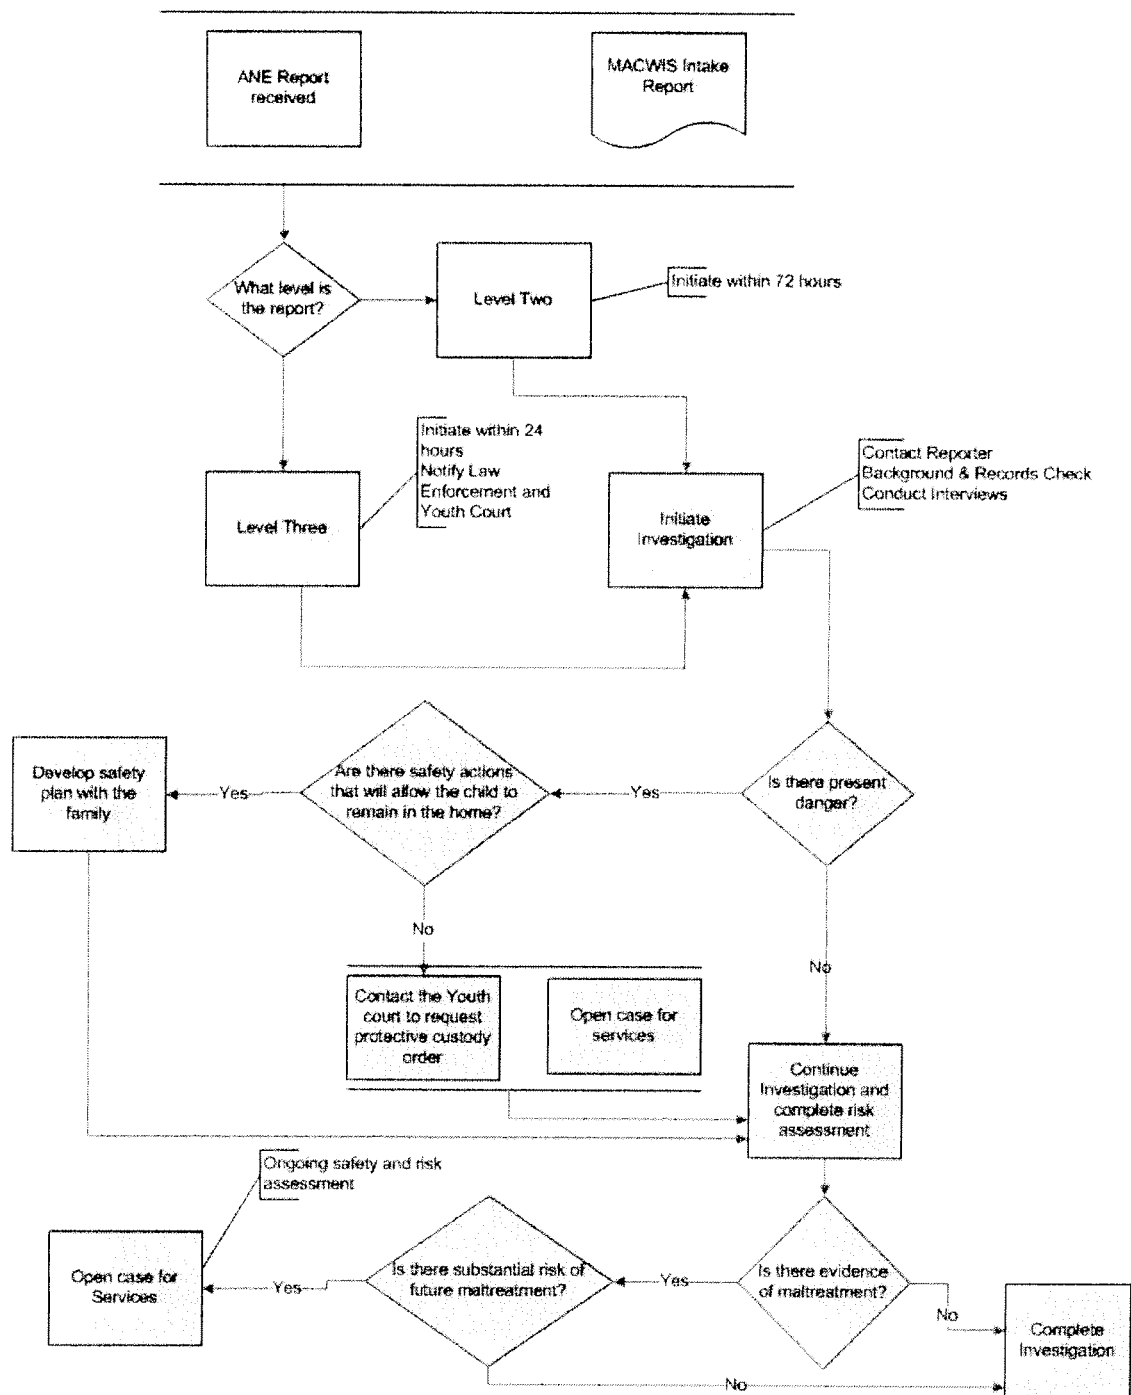 ANE Report
received
MACWIS Intake
Report
What level is
the report?
Level Two
Initiate within 72 hours
Initiate within 24
hours
Notify Law
Enforcement and
Youth Court
Level Three
Initiate
Investigation
Contact Reporter
Background & Records Check
Conduct Interviews
Develop safety
plan with the
family
Yes
Are there safety actions
that will allow the child to
remain in the home?
Yes
Is there present
danger?
No
No
Contact the Youth
court to request
protective custody
order
Open case for
services
Continue
Investigation and
complete risk
assessment
Ongoing safety and risk
assessment
Open case for
Services
Yes
Is there substantial risk of
future maltreatment?
Yes
Is there evidence
of maltreatment?
No
Complete
Investigation
No